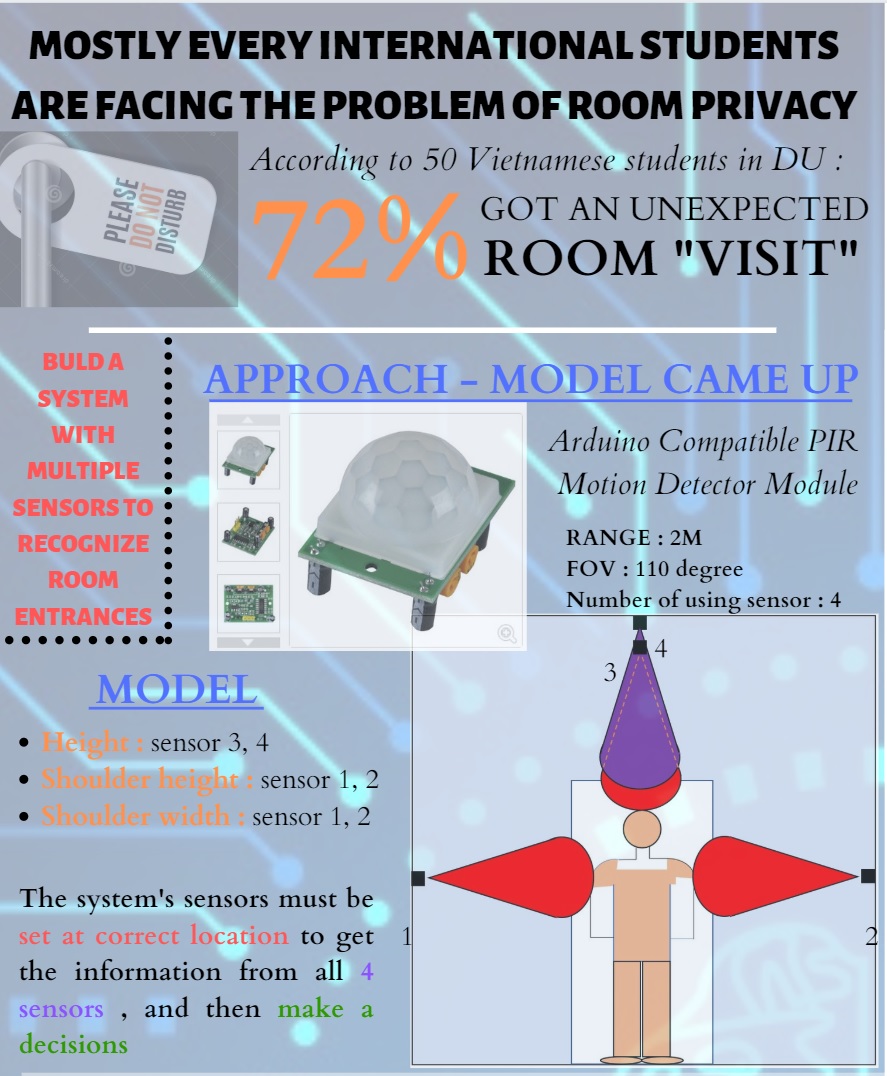 MOSTLY EVERY INTERNATIONAL STUDENTS
ARE FACING THE PROBLEM OF ROOM PRIVACY
PLEASE
DO NOT
DISTURB
According to 50 Vietnamese students in DU :
72%
GOT AN UNEXPECTED
ROOM "VISIT"
BULD A
SYSTEM
WITH
MULTIPLE
SENSORS TO
RECOGNIZE
ROOM
ENTRANCES
APPROACH - MODEL CAME UP
Arduino Compatible PIR
Motion Detector Module
RANGE : 2M
FOV : 110 degree
Number of using sensor : 4
MODEL
• Height : sensor 3, 4
• Shoulder height : sensor 1, 2
• Shoulder width : sensor 1, 2
The system's sensors must be
set at correct location to get
the information from all 4
sensors , and then make a
decisions
3
4
1
2